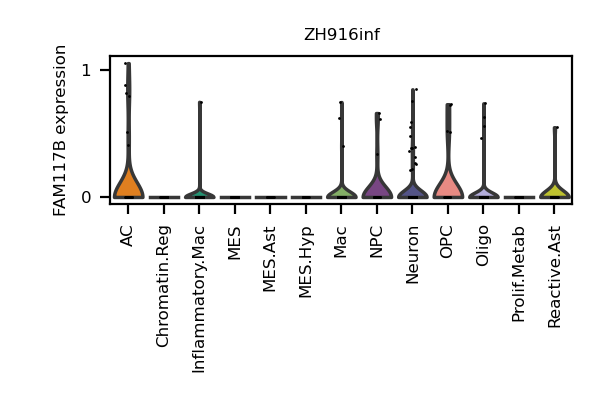 ZH916inf
FAM117B expression
1
0
AC
Chromatin.Reg
Inflammatory.Mac
MES
MES.Ast
MES.Hyp
Mac
NPC
Neuron
OPC
Oligo
Prolif.Metab
Reactive.Ast